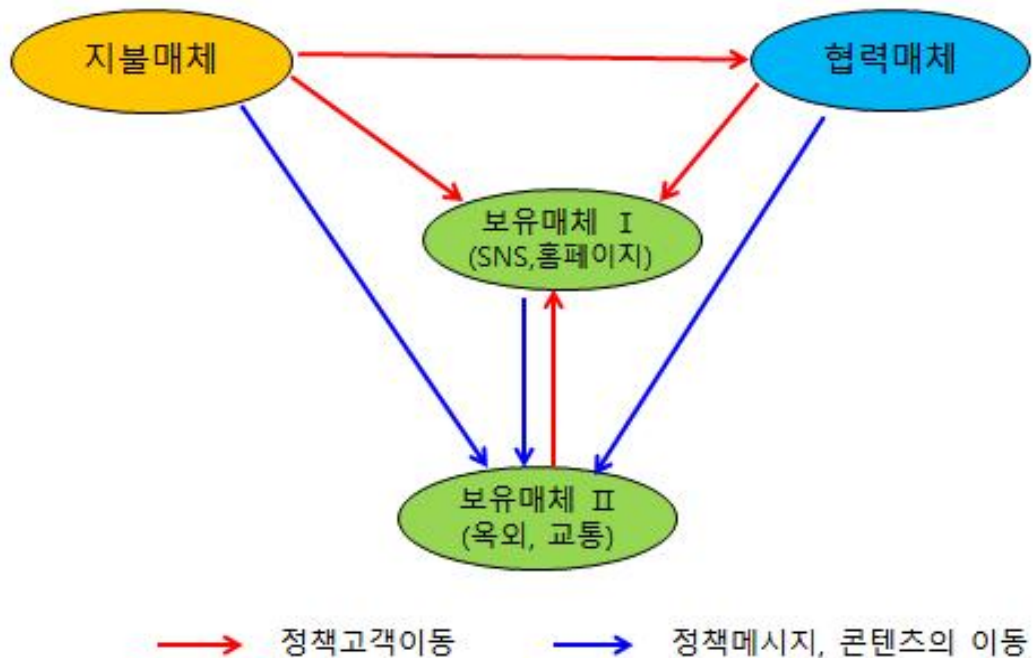 지불매체
협력매체
보유매체 Ⅰ
(SNS,홈페이지)
보유매체 Ⅱ
(옥외, 교통)
정책고객이동
정책메시지, 콘텐츠의 이동